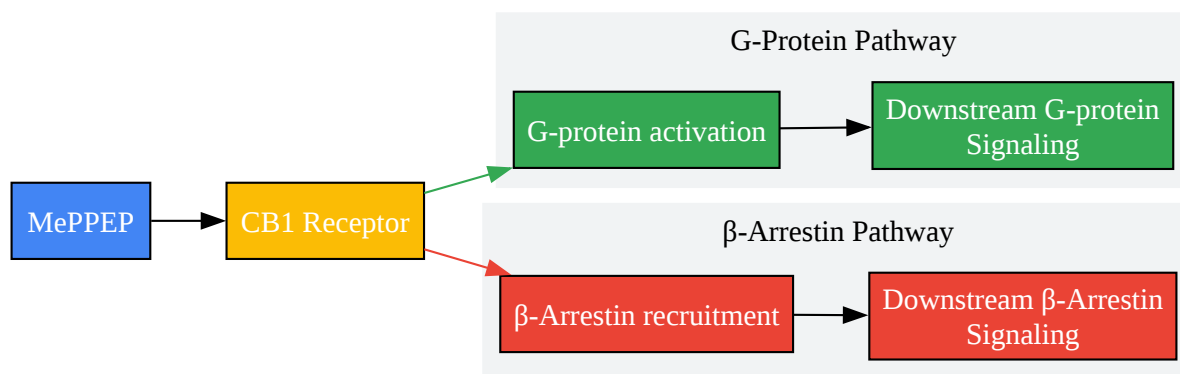 G-Protein Pathway
G-protein activation
Downstream G-protein
Signaling
MePPEP
CB1 Receptor
β-Arrestin Pathway
β-Arrestin recruitment
Downstream β-Arrestin
Signaling